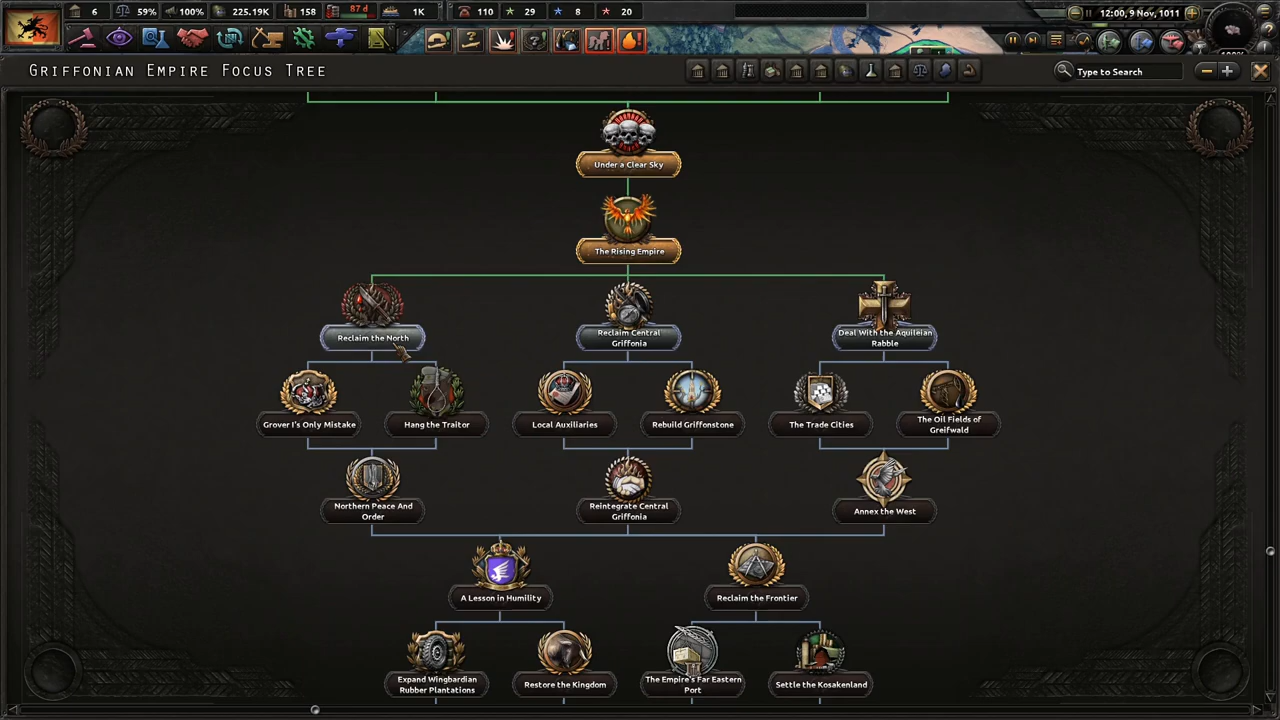 6 59% 100% 225.19K 158 87 d 1K 110 29 8 20 12:00, 9 Nov, 1011
GRIFFONIAN EMPIRE FOCUS TREE
Type to Search
Under a Clear Sky
The Rising Empire
Reclaim the North
Reclaim Central
Griffonia
Deal With the Aquileian
Rabble
Grover I's Only Mistake
Hang the Traitor
Local Auxiliaries
Rebuild Griffonstone
The Trade Cities
The Oil Fields of
Greifwald
Northern Peace And
Order
Reintegrate Central
Griffonia
Annex the West
A Lesson in Humility
Reclaim the Frontier
Expand Wingbardian
Rubber Plantations
Restore the Kingdom
The Empire's Far Eastern
Port
Settle the Kosakenland